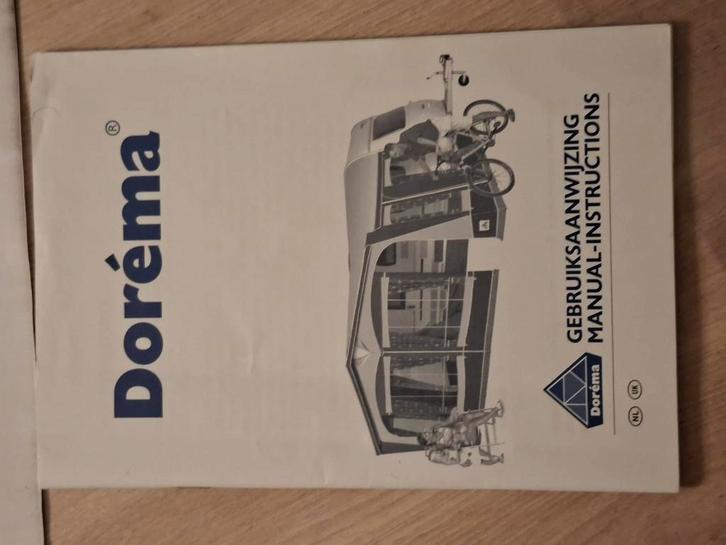 Doréma®
Doréma
GEBRUIKSAANWIJZING
MANUAL-INSTRUCTIONS
NL UK